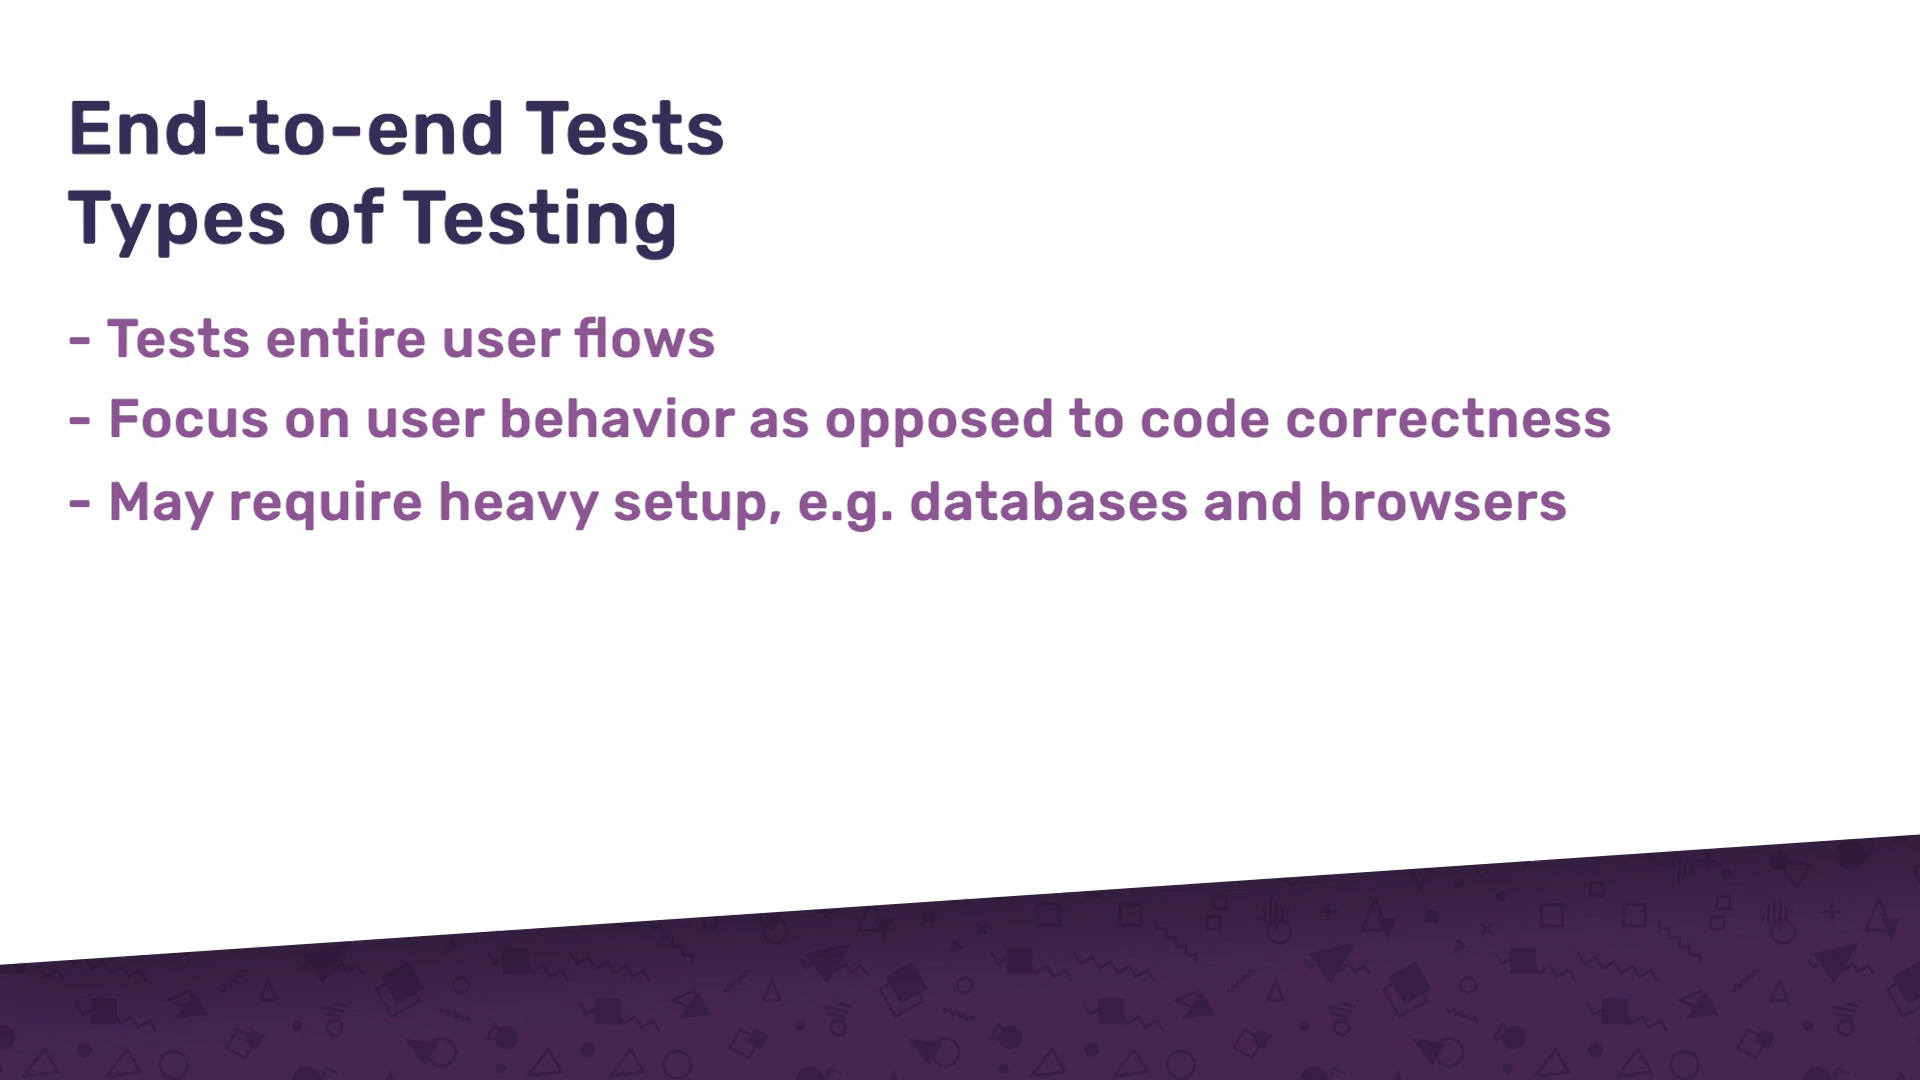 End-to-end Tests
Types of Testing
- Tests entire user flows
- Focus on user behavior as opposed to code correctness
- May require heavy setup, e.g. databases and browsers